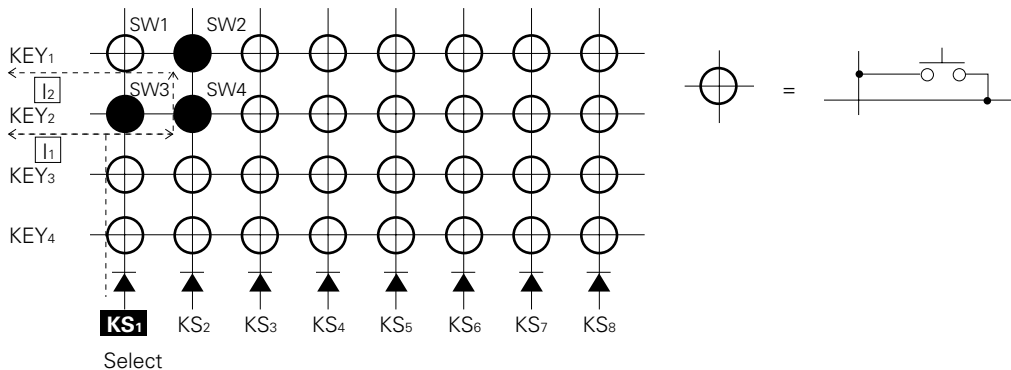 SW1 SW2
KEY1
I2
SW3 SW4
KEY2
I1
KEY3
KEY4
=
KS1 KS2 KS3 KS4 KS5 KS6 KS7 KS8
Select